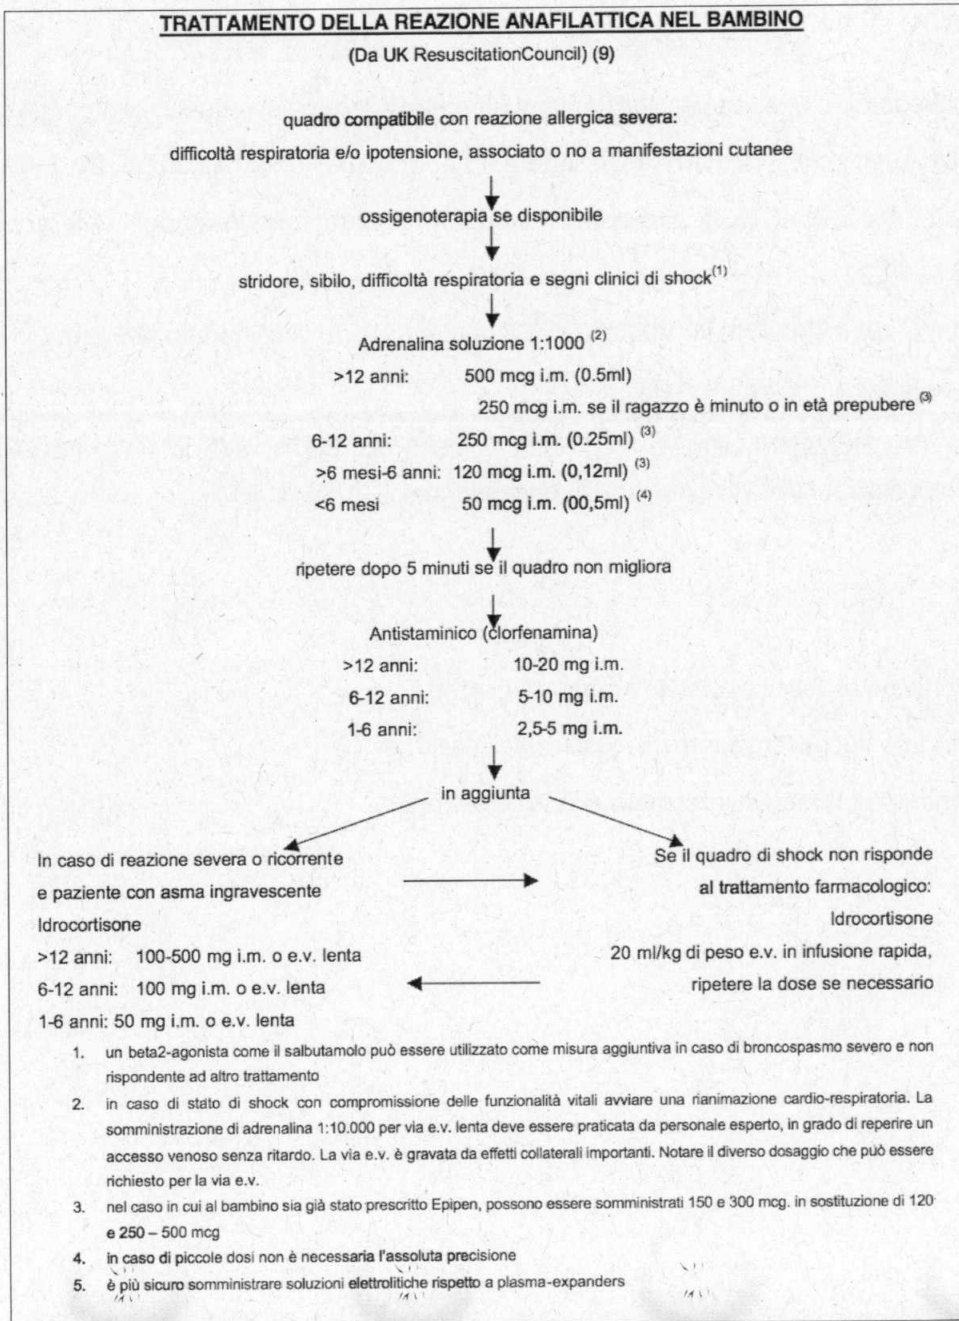 TRATTAMENTO DELLA REAZIONE ANAFILATTICA NEL BAMBINO
(Da UK ResuscitationCouncil) (9)
quadro compatibile con reazione allergica severa:
difficoltà respiratoria e/o ipotensione, associato o no a manifestazioni cutanee
ossigenoterapia se disponibile
stridore, sibilo, difficoltà respiratoria e segni clinici di shock(1)
Adrenalina soluzione 1:1000 (2)
>12 anni: 500 mcg i.m. (0.5ml)
250 mcg i.m. se il ragazzo è minuto o in età prepubere (3)
6-12 anni: 250 mcg i.m. (0.25ml) (3)
>6 mesi-6 anni: 120 mcg i.m. (0,12ml) (3)
<6 mesi 50 mcg i.m. (00,5ml) (4)
ripetere dopo 5 minuti se il quadro non migliora
Antistaminico (clorfenamina)
>12 anni: 10-20 mg i.m.
6-12 anni: 5-10 mg i.m.
1-6 anni: 2,5-5 mg i.m.
in aggiunta
In caso di reazione severa o ricorrente
e paziente con asma ingravescente
Idrocortisone
>12 anni: 100-500 mg i.m. o e.v. lenta
6-12 anni: 100 mg i.m. o e.v. lenta
1-6 anni: 50 mg i.m. o e.v. lenta
Se il quadro di shock non risponde
al trattamento farmacologico:
Idrocortisone
20 ml/kg di peso e.v. in infusione rapida,
ripetere la dose se necessario
1. un beta2-agonista come il salbutamolo può essere utilizzato come misura aggiuntiva in caso di broncospasmo severo e non
rispondente ad altro trattamento
2. in caso di stato di shock con compromissione delle funzionalità vitali avviare una rianimazione cardio-respiratoria. La
somministrazione di adrenalina 1:10.000 per via e.v. lenta deve essere praticata da personale esperto, in grado di reperire un
accesso venoso senza ritardo. La via e.v. è gravata da effetti collaterali importanti. Notare il diverso dosaggio che può essere
richiesto per la via e.v.
3. nel caso in cui al bambino sia già stato prescritto Epipen, possono essere somministrati 150 e 300 mcg. in sostituzione di 120
e 250 – 500 mcg
4. in caso di piccole dosi non è necessaria l'assoluta precisione
5. è più sicuro somministrare soluzioni elettrolitiche rispetto a plasma-expanders